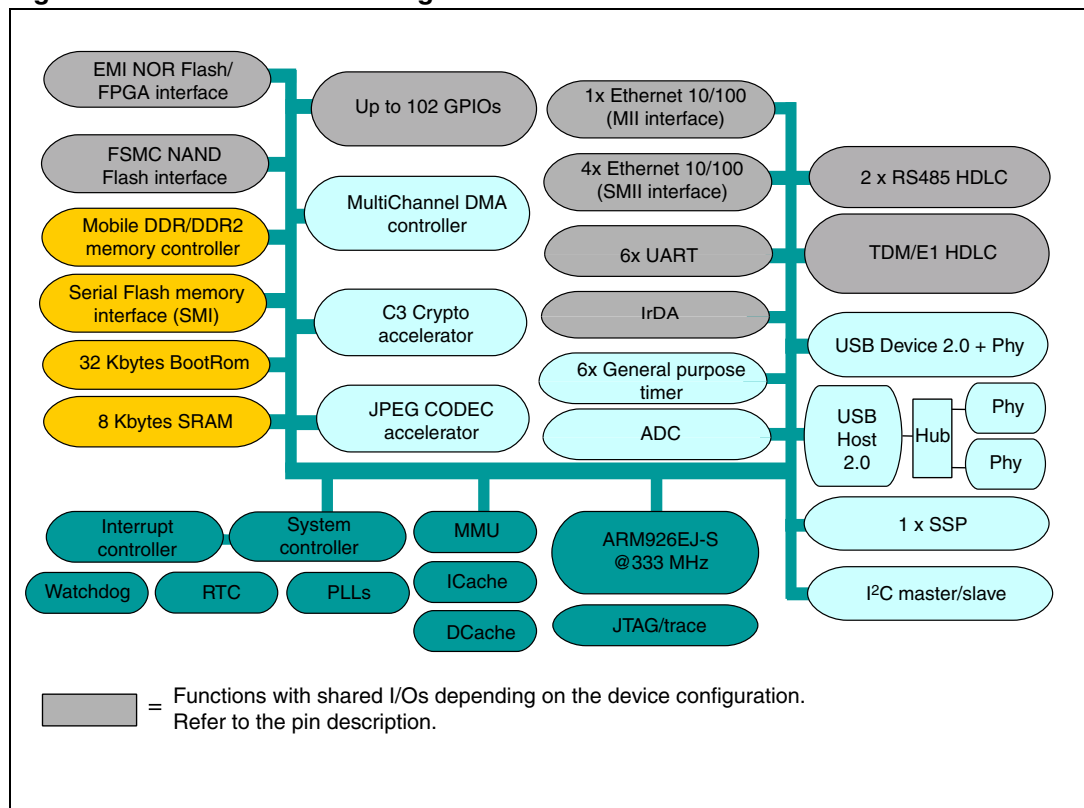 EMI NOR Flash/
FPGA interface
Up to 102 GPIOs
FSMC NAND
Flash interface
MultiChannel DMA
controller
Mobile DDR/DDR2
memory controller
Serial Flash memory
interface (SMI)
C3 Crypto
accelerator
32 Kbytes BootRom
8 Kbytes SRAM
JPEG CODEC
accelerator
1x Ethernet 10/100
(MII interface)
4x Ethernet 10/100
(SMII interface)
2 x RS485 HDLC
6x UART
TDM/E1 HDLC
IrDA
USB Device 2.0 + Phy
6x General purpose
timer
ADC
USB
Host
2.0
Hub
Phy
Phy
1 x SSP
I²C master/slave
Interrupt
controller
System
controller
MMU
ARM926EJ-S
@333 MHz
Watchdog
RTC
PLLs
ICache
DCache
JTAG/trace
= Functions with shared I/Os depending on the device configuration.
Refer to the pin description.